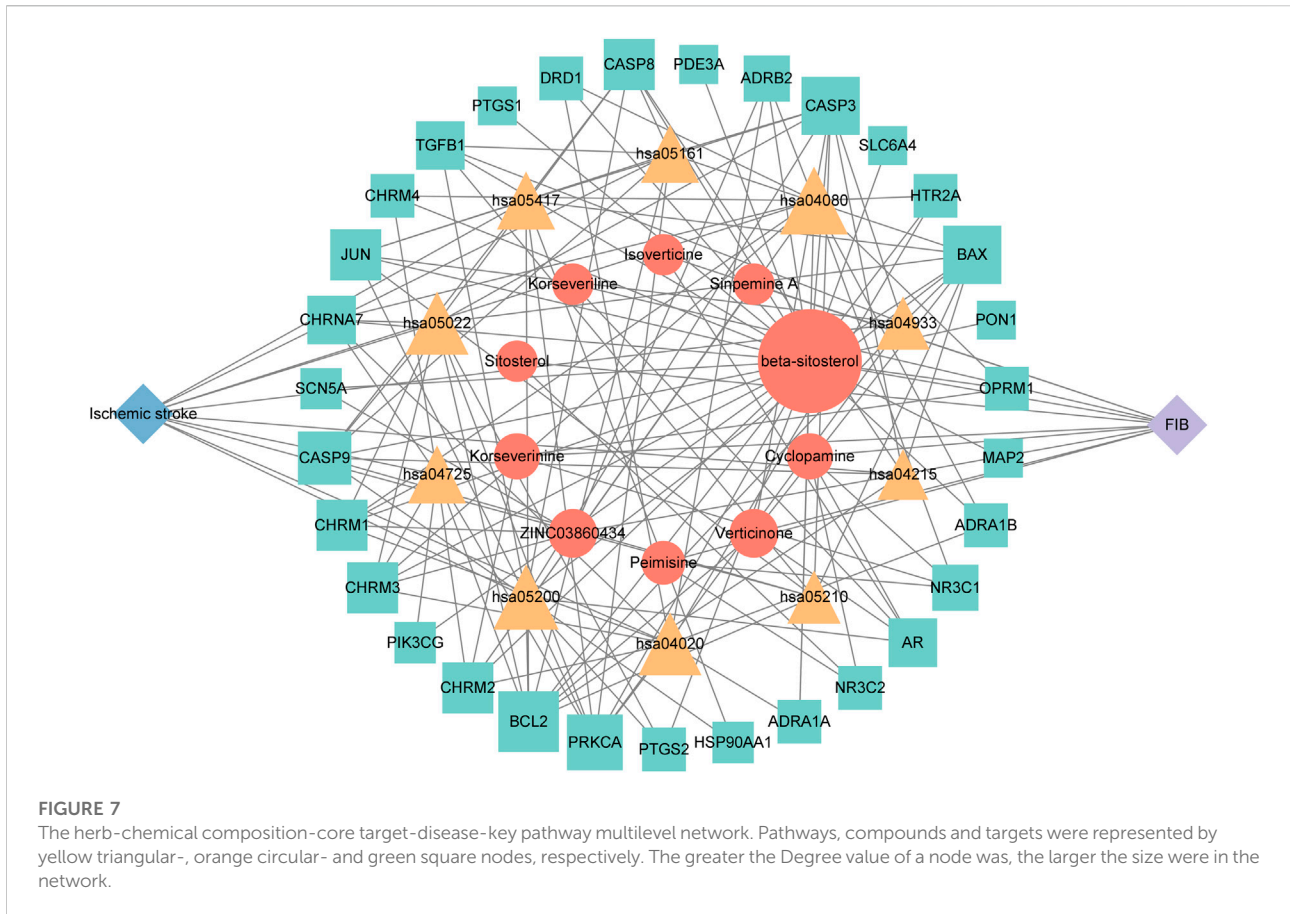 CASP8
PDE3A
DRD1
ADRB2
PTGS1
CASP3
TGFB1
hsa05161
SLC6A4
CHRM4
hsa05417
hsa04080
HTR2A
JUN
Isoverticine
BAX
Korseveriline
Sinpemine A
CHRNA7
hsa05022
hsa04933
PON1
Sitosterol
beta-sitosterol
SCN5A
OPRM1
Ischemic stroke
FIB
CASP9
Korseverinine
Cyclopamine
MAP2
hsa04725
hsa04215
CHRM1
ZINC03860434
Verticinone
ADRA1B
Peimisine
CHRM3
hsa05200
hsa05210
NR3C1
PIK3CG
hsa04020
AR
CHRM2
NR3C2
BCL2
ADRA1A
PRKCA
PTGS2
HSP90AA1
FIGURE 7
The herb-chemical composition-core target-disease-key pathway multilevel network. Pathways, compounds and targets were represented by
yellow triangular-, orange circular- and green square nodes, respectively. The greater the Degree value of a node was, the larger the size were in the
network.